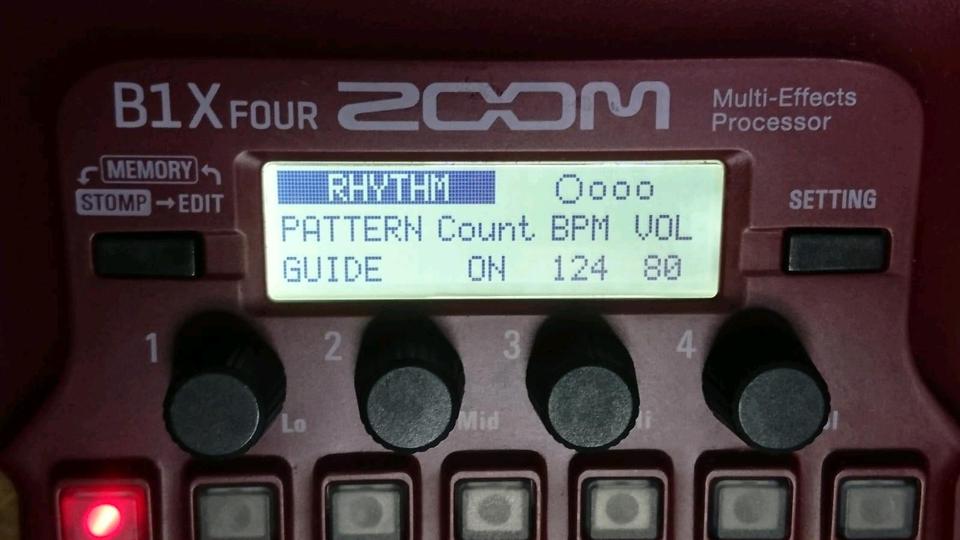 B1X FOUR ZOOM Multi-Effects
Processor
MEMORY
STOMP → EDIT
SETTING
RHYTHM
PATTERN Count BPM VOL
GUIDE ON 124 80
1 2 3 4
Lo Mid